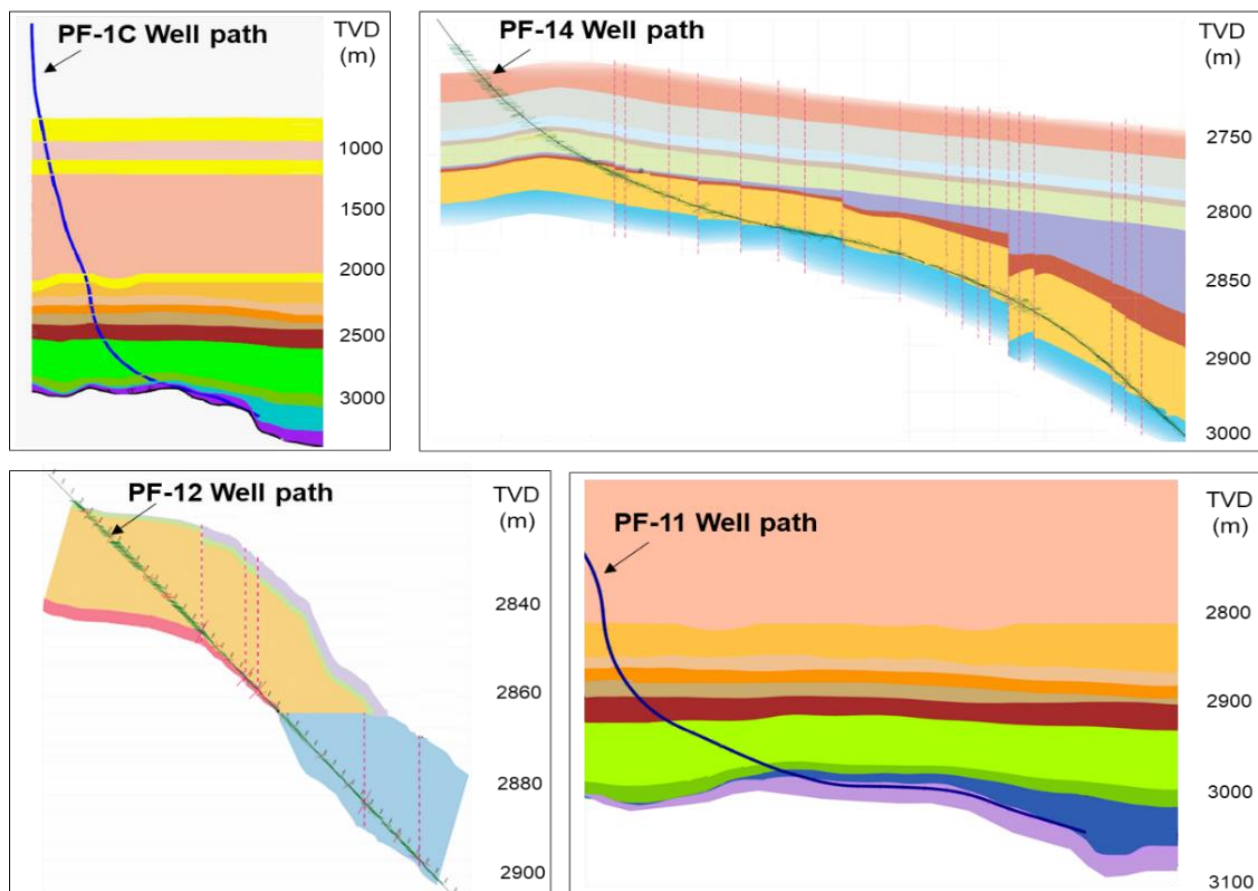 PF-1C Well path
TVD
(m)
1000
1500
2000
2500
3000
PF-14 Well path
TVD
(m)
2750
2800
2850
2900
3000
PF-12 Well path
TVD
(m)
2840
2860
2880
2900
PF-11 Well path
TVD
(m)
2800
2900
3000
3100